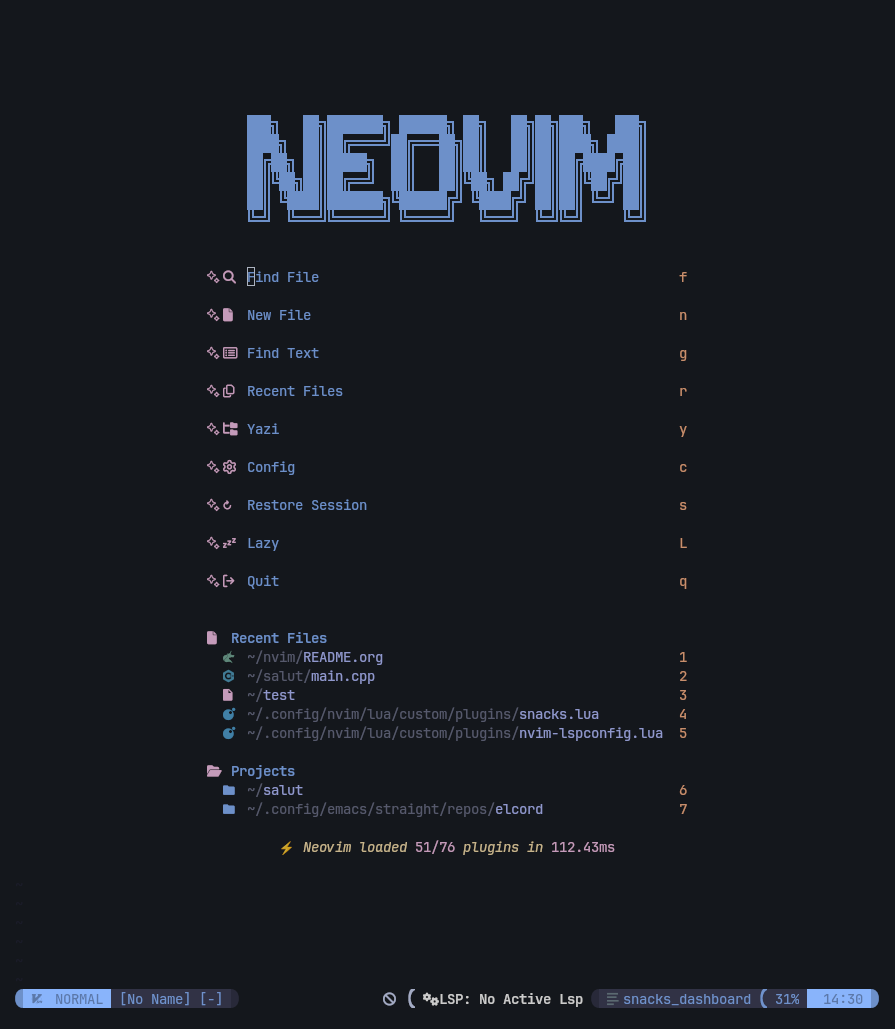 NEOVIM
Find File f
New File n
Find Text g
Recent Files r
Yazi y
Config c
Restore Session s
Lazy L
Quit q
Recent Files
~/nvim/README.org 1
~/salut/main.cpp 2
~/test 3
~/.config/nvim/lua/custom/plugins/snacks.lua 4
~/.config/nvim/lua/custom/plugins/nvim-lspconfig.lua 5
Projects
~/salut 6
~/.config/emacs/straight/repos/elcord 7
⚡ Neovim loaded 51/76 plugins in 112.43ms
NORMAL [No Name] [-] LSP: No Active Lsp snacks_dashboard 31% 14:30